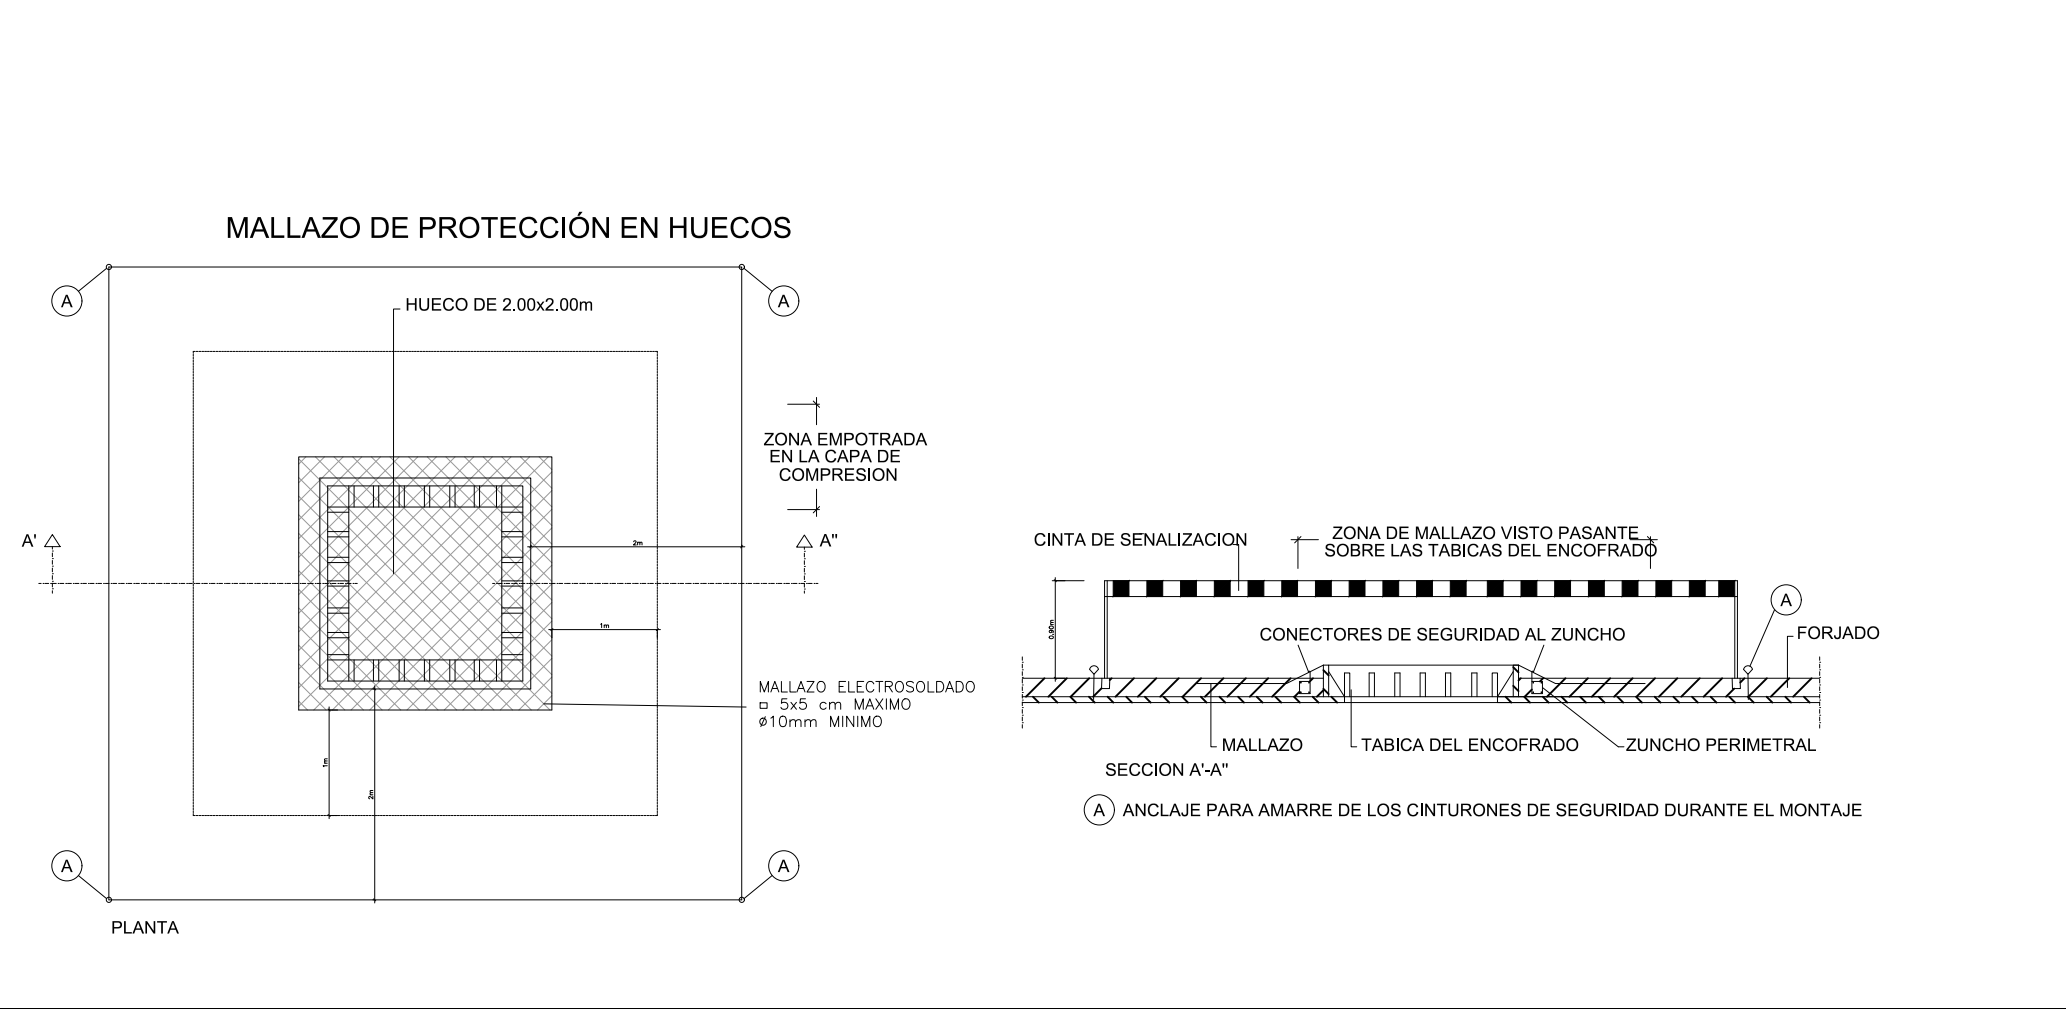 MALLAZO DE PROTECCIÓN EN HUECOS
A
A
HUECO DE 2.00x2.00m
ZONA EMPOTRADA
EN LA CAPA DE
COMPRESION
A'
A"
2m
1m
MALLAZO ELECTROSOLDADO
5x5 cm MAXIMO
Ø10mm MINIMO
1m
2m
A
A
PLANTA
CINTA DE SENALIZACION
ZONA DE MALLAZO VISTO PASANTE
SOBRE LAS TABICAS DEL ENCOFRADO
0.90m
A
CONECTORES DE SEGURIDAD AL ZUNCHO
FORJADO
MALLAZO
TABICA DEL ENCOFRADO
ZUNCHO PERIMETRAL
SECCION A'-A"
A ANCLAJE PARA AMARRE DE LOS CINTURONES DE SEGURIDAD DURANTE EL MONTAJE